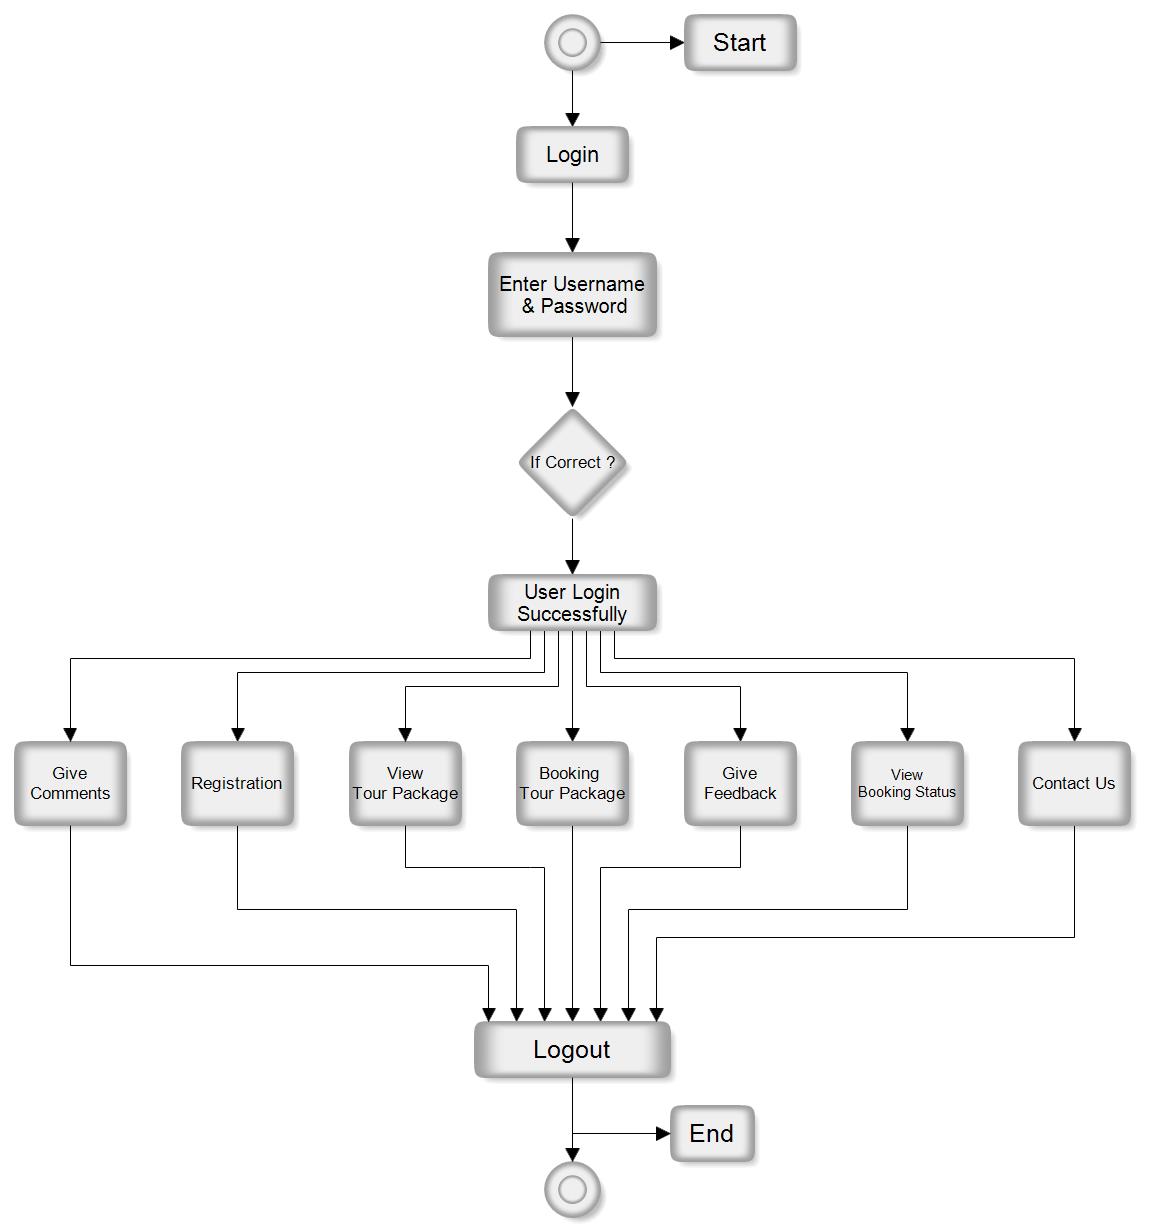 Start
Login
Enter Username
& Password
If Correct ?
User Login
Successfully
Give
Comments
Registration
View
Tour Package
Booking
Tour Package
Give
Feedback
View
Booking Status
Contact Us
Logout
End